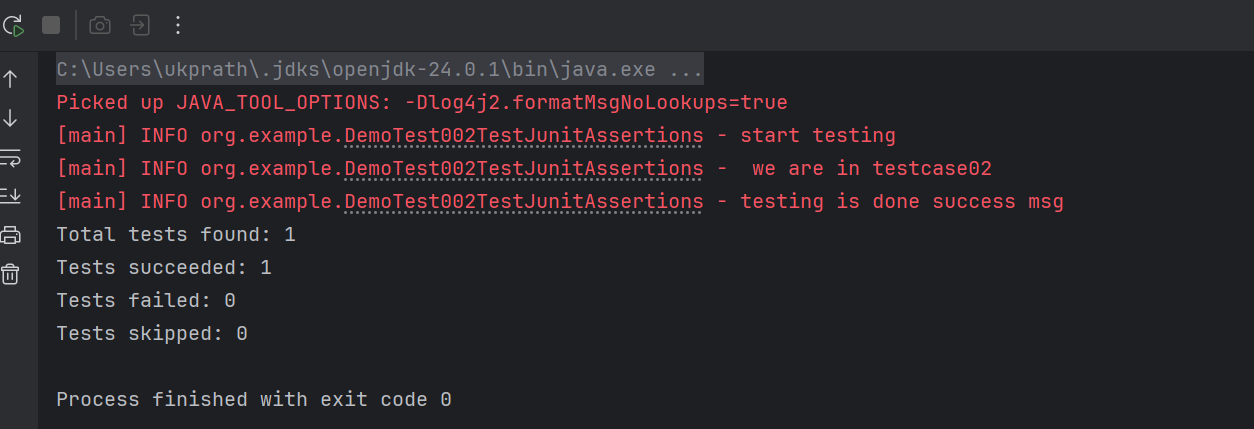 C:\Users\ukprath\.jdks\openjdk-24.0.1\bin\java.exe ...
Picked up JAVA_TOOL_OPTIONS: -Dlog4j2.formatMsgNoLookups=true
[main] INFO org.example.DemoTest002TestJunitAssertions - start testing
[main] INFO org.example.DemoTest002TestJunitAssertions -  we are in testcase02
[main] INFO org.example.DemoTest002TestJunitAssertions - testing is done success msg
Total tests found: 1
Tests succeeded: 1
Tests failed: 0
Tests skipped: 0
Process finished with exit code 0